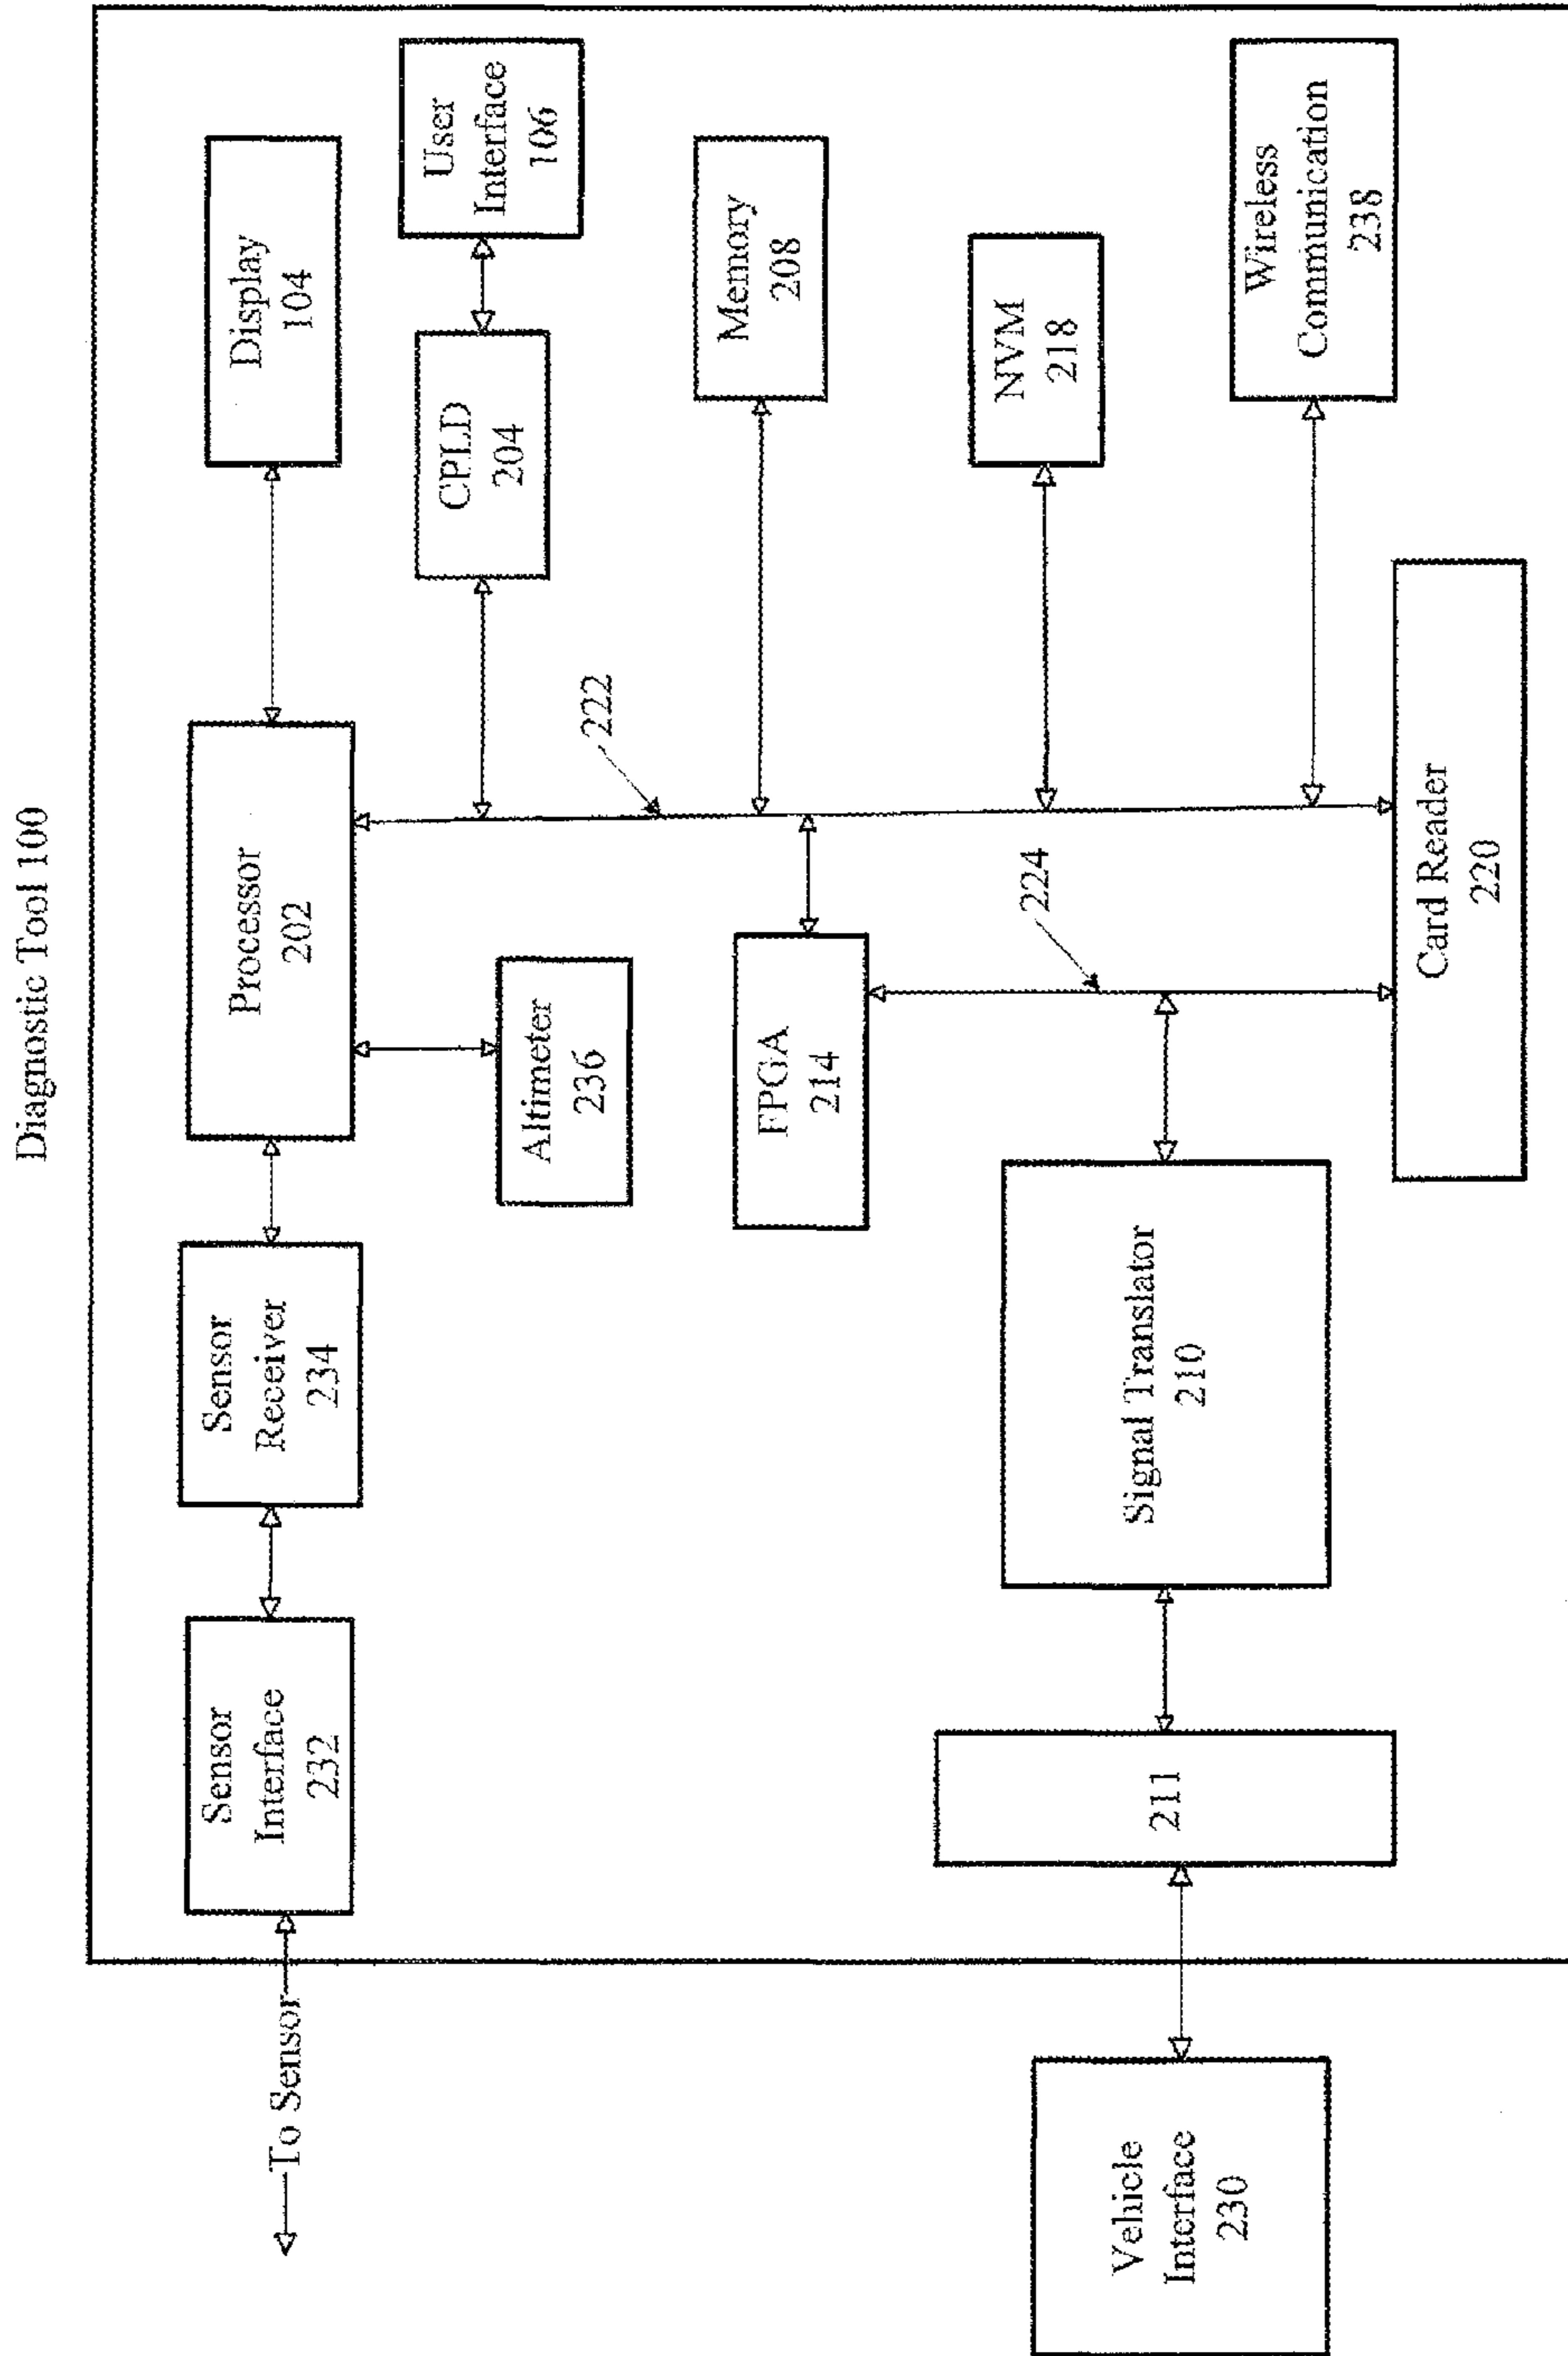 Diagnostic Tool 100
To Sensor
Sensor
Interface
232
Sensor
Receiver
234
Processor
202
Display
104
Altimeter
236
CPLD
204
User
Interface
106
222
Memory
208
FPGA
214
224
NVM
218
Vehicle
Interface
230
211
Signal Translator
210
Wireless
Communication
238
Card Reader
220